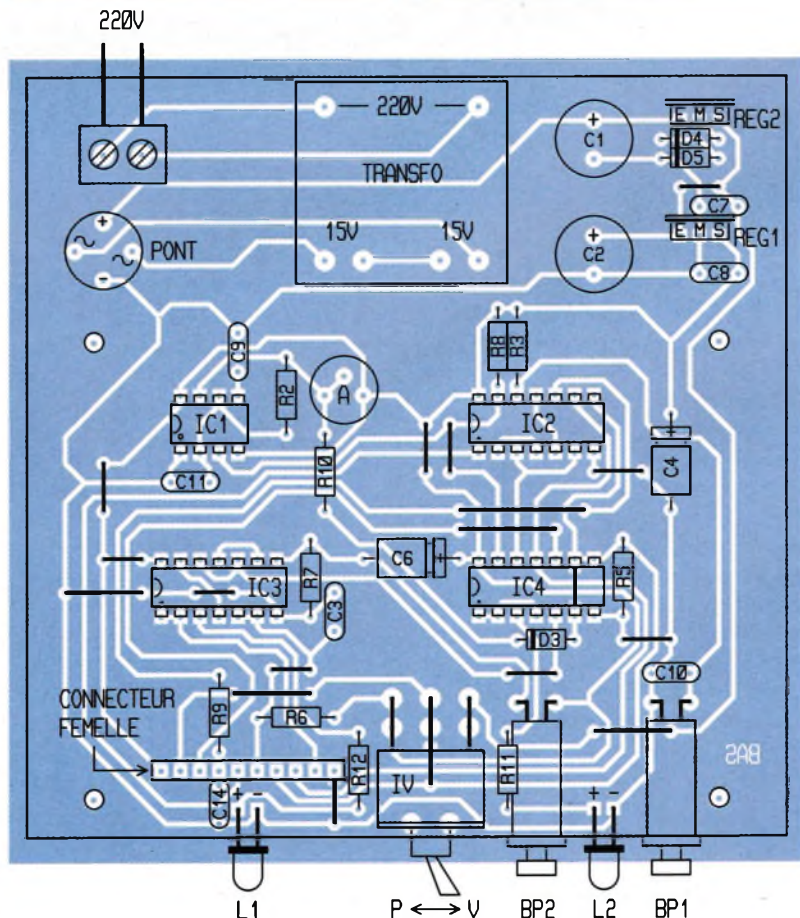 220V
220V
TRANSFO
15V 15V
+
C1
E M S
REG2
D4
D5
C7
+
~ ~
-
PONT
+
C2
E M S
REG1
C8
C9
R2
A
R8
R3
IC1
IC2
R10
C11
+
C4
C6
+
IC3
R7
C3
IC4
R5
D3
C10
CONNECTEUR
FEMELLE
R9
R6
R12
IV
R11
BAS
C14
+ -
+ -
L1
P ↔ V
BP2
L2
BP1